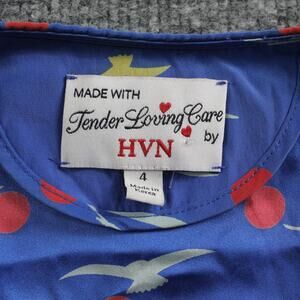 MADE WITH
Tender Loving Care
by
HVN
4
Made in
Korea